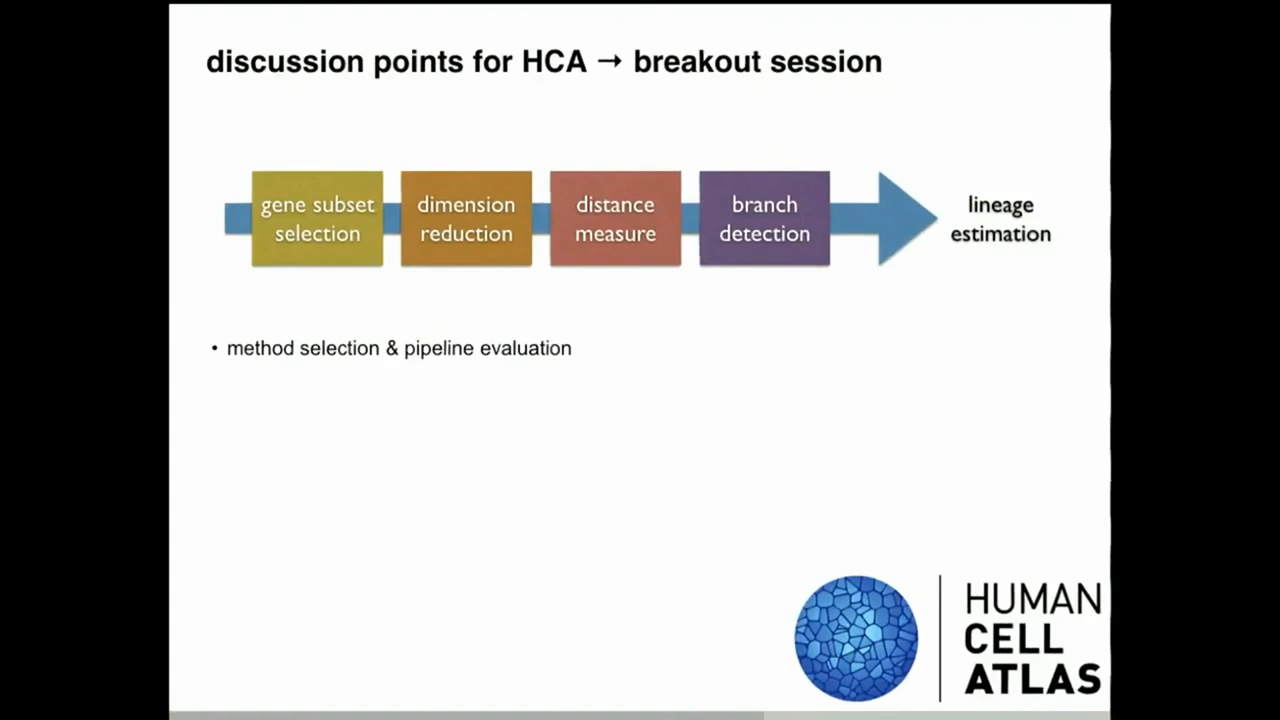 discussion points for HCA → breakout session
gene subset
selection
dimension
reduction
distance
measure
branch
detection
lineage
estimation
• method selection & pipeline evaluation
HUMAN
CELL
ATLAS